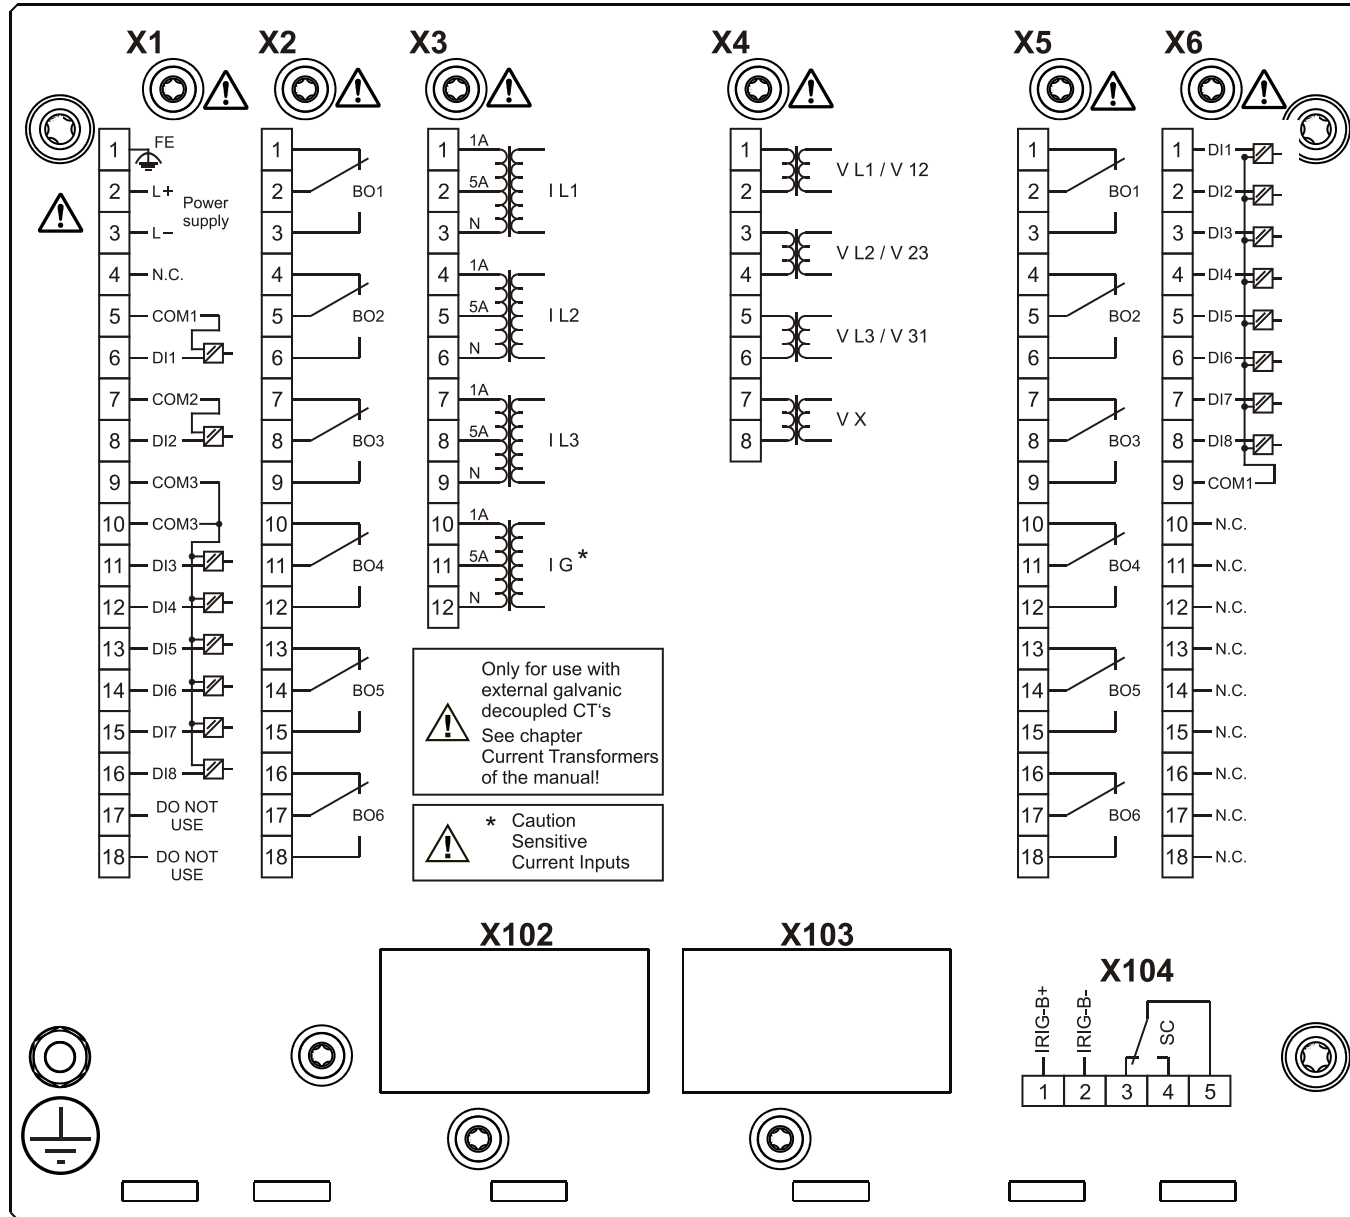 X1
X2
X3
X4
X5
X6
1 FE
2 L+
Power
supply
3 L–
4 N.C.
5 COM1
6 DI1
7 COM2
8 DI2
9 COM3
10 COM3
11 DI3
12 DI4
13 DI5
14 DI6
15 DI7
16 DI8
17 DO NOT
USE
18 DO NOT
USE
1
2 BO1
3
4
5 BO2
6
7
8 BO3
9
10
11 BO4
12
13
14 BO5
15
16
17 BO6
18
1 1A
2 5A I L1
3 N
4 1A
5 5A I L2
6 N
7 1A
8 5A I L3
9 N
10 1A
11 5A I G *
12 N
Only for use with
external galvanic
decoupled CT‘s
See chapter
Current Transformers
of the manual!
* Caution
Sensitive
Current Inputs
1
V L1 / V 12
2
3
V L2 / V 23
4
5
V L3 / V 31
6
7
V X
8
1
2 BO1
3
4
5 BO2
6
7
8 BO3
9
10
11 BO4
12
13
14 BO5
15
16
17 BO6
18
1 DI1
2 DI2
3 DI3
4 DI4
5 DI5
6 DI6
7 DI7
8 DI8
9 COM1
10 N.C.
11 N.C.
12 N.C.
13 N.C.
14 N.C.
15 N.C.
16 N.C.
17 N.C.
18 N.C.
X102
X103
X104
IRIG-B+
IRIG-B-
SC
1 2 3 4 5